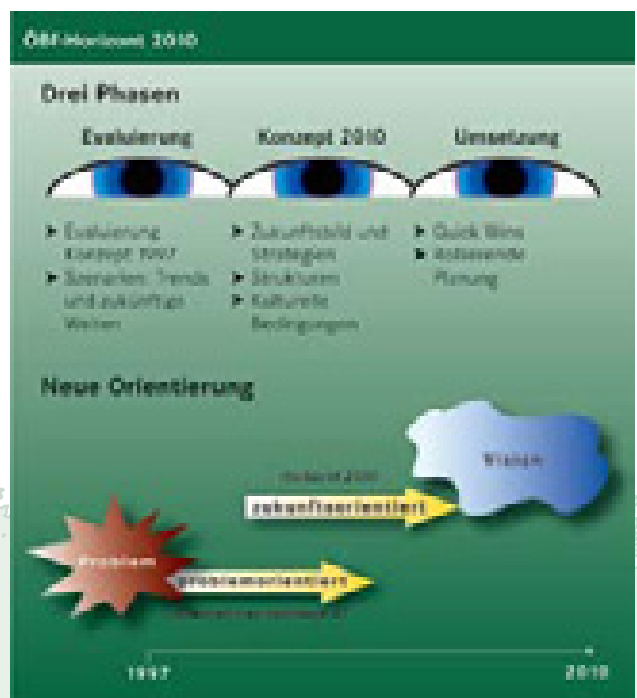 ÖBf-Horizont 2010
Drei Phasen
Evaluierung
Konzept 2010
Umsetzung
► Evaluierung
Konzept 1997
► Szenarien: Trends
und zukünftige
Welten
► Zukunftsbild und
Strategien
► Strukturen
► Kulturelle
Bedingungen
► Quick Wins
► Rollierende
Planung
Neue Orientierung
Vision
zukunftsorientiert
Problem
problemorientiert
1997
2010